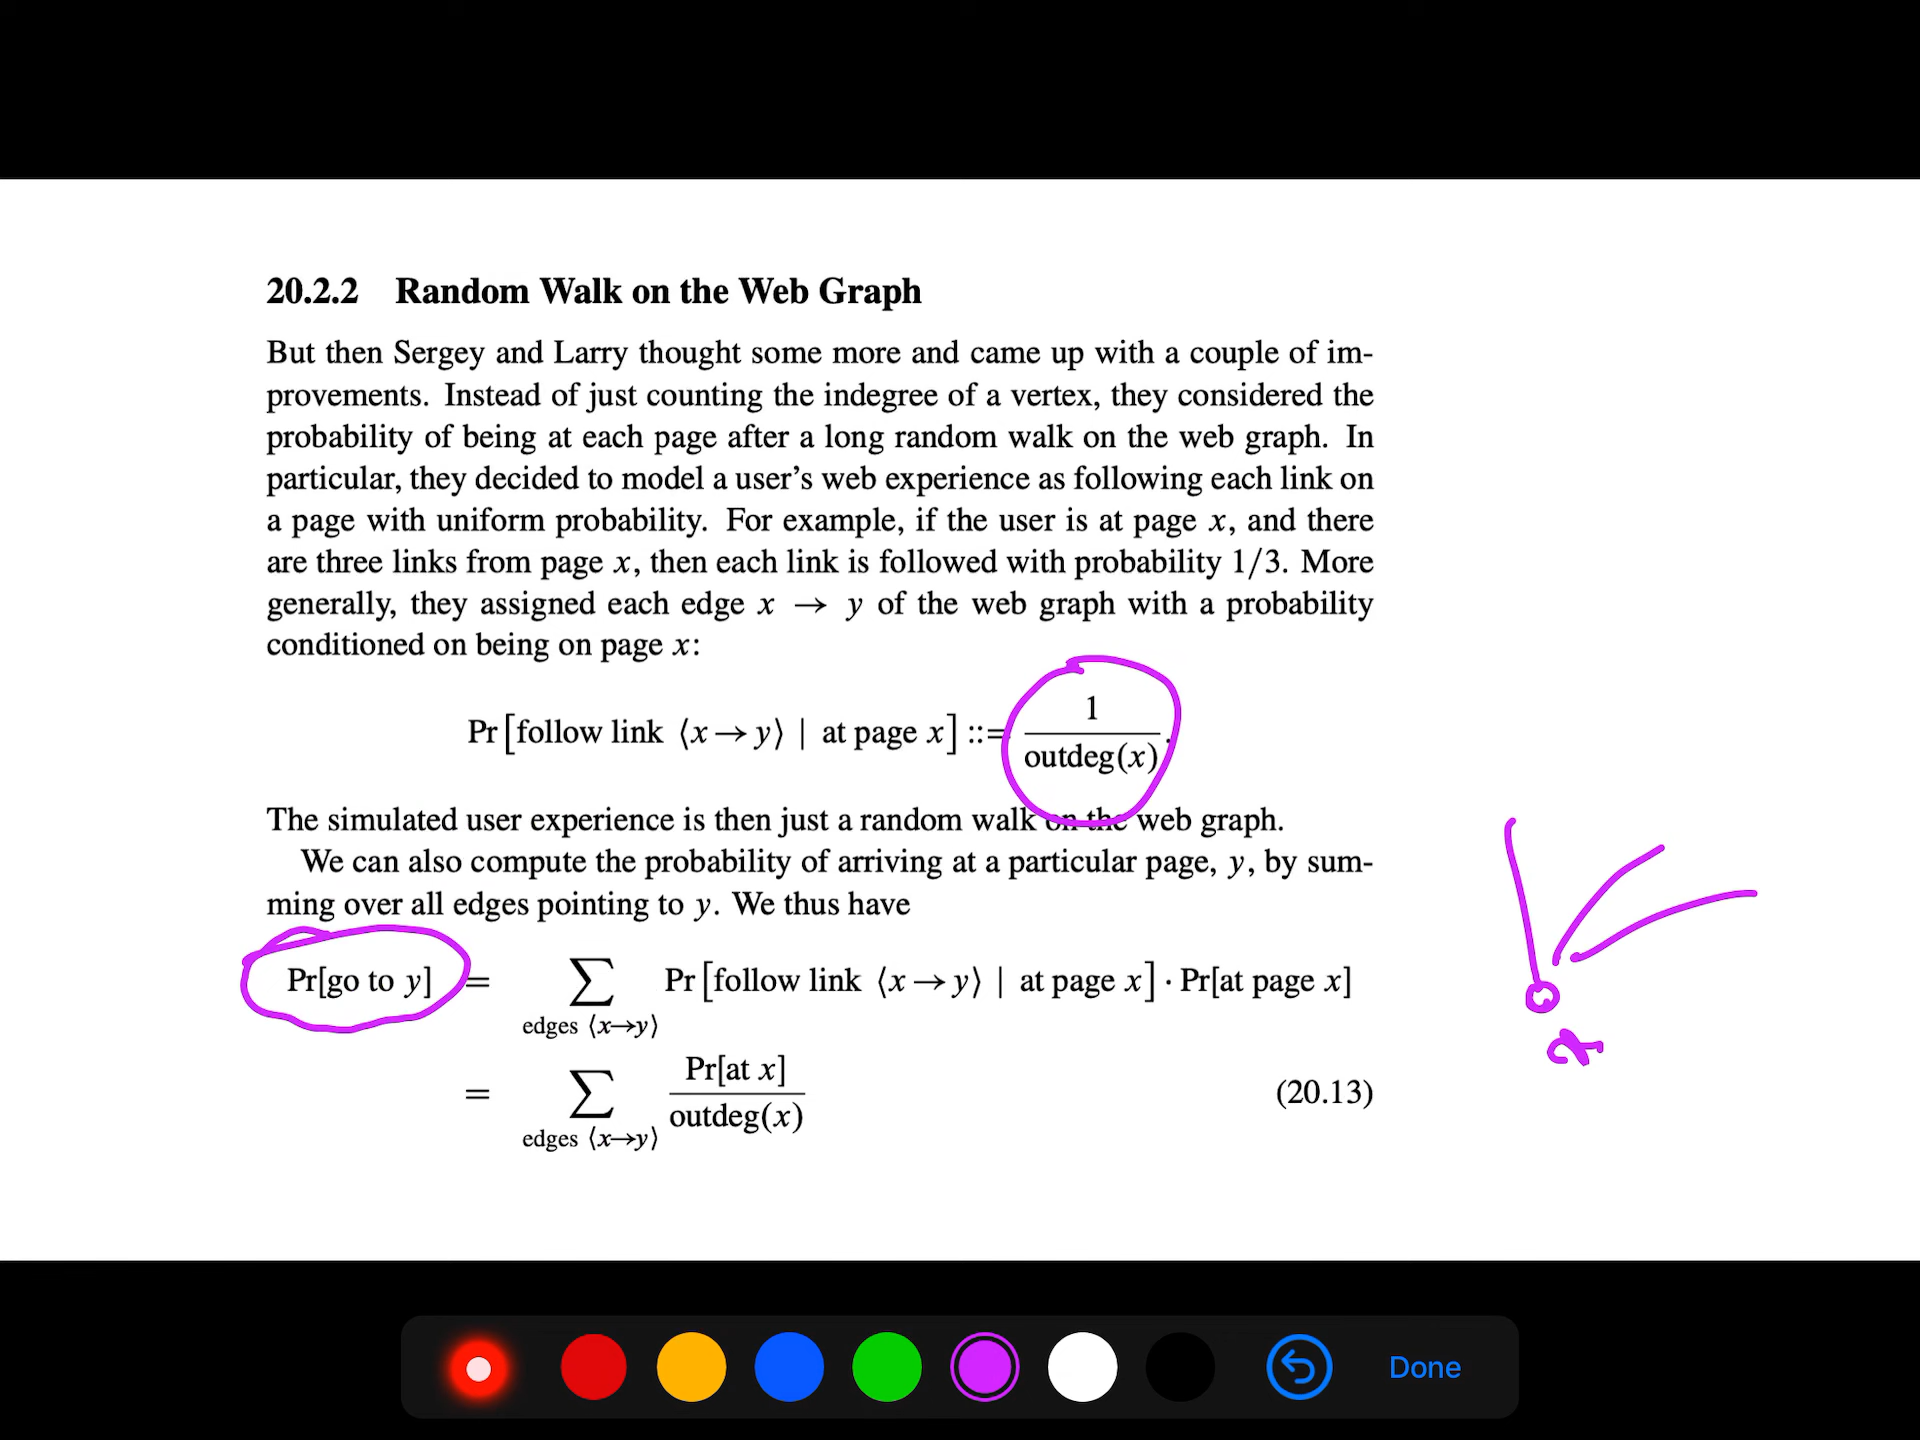 20.2.2 Random Walk on the Web Graph
But then Sergey and Larry thought some more and came up with a couple of im-
provements. Instead of just counting the indegree of a vertex, they considered the
probability of being at each page after a long random walk on the web graph. In
particular, they decided to model a user's web experience as following each link on
a page with uniform probability. For example, if the user is at page x, and there
are three links from page x, then each link is followed with probability 1/3. More
generally, they assigned each edge x → y of the web graph with a probability
conditioned on being on page x:
Pr[follow link ⟨x→y⟩ | at page x] ::= 1/outdeg(x).
The simulated user experience is then just a random walk on the web graph.
We can also compute the probability of arriving at a particular page, y, by sum-
ming over all edges pointing to y. We thus have
Pr[go to y] = ∑ edges ⟨x→y⟩ Pr[follow link ⟨x→y⟩ | at page x] · Pr[at page x]
= ∑ edges ⟨x→y⟩ Pr[at x]/outdeg(x) (20.13)
x
Done